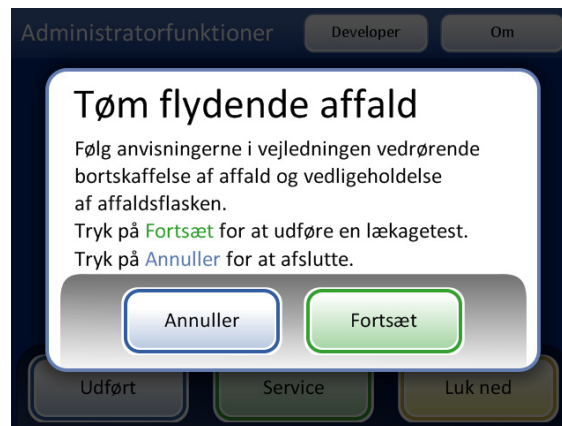 Administratorfunktioner
Developer
Om
Tøm flydende affald
Følg anvisningerne i vejledningen vedrørende
bortskaffelse af affald og vedligeholdelse
af affaldsflasken.
Tryk på Fortsæt for at udføre en lækagetest.
Tryk på Annuller for at afslutte.
Annuller
Fortsæt
Udført
Service
Luk ned